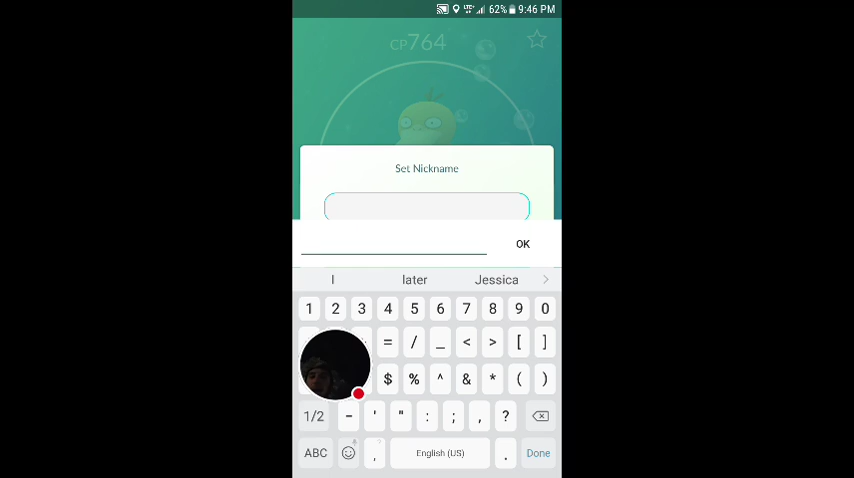 62% 9:46 PM
CP764
Set Nickname
OK
I later Jessica >
1 2 3 4 5 6 7 8 9 0
= / _ < > [ ]
$ % ^ & * ( )
1/2 - ' " : ; , ?
ABC , English (US) . Done